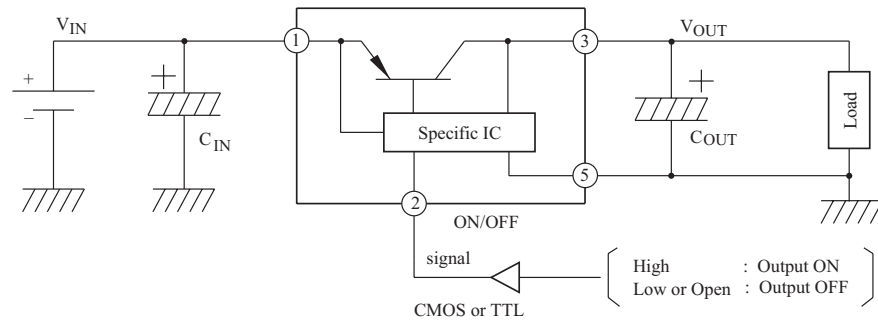 VIN
1
3
VOUT
+
+
+
−
CIN
Specific IC
COUT
Load
5
2
ON/OFF
signal
High : Output ON
Low or Open : Output OFF
CMOS or TTL